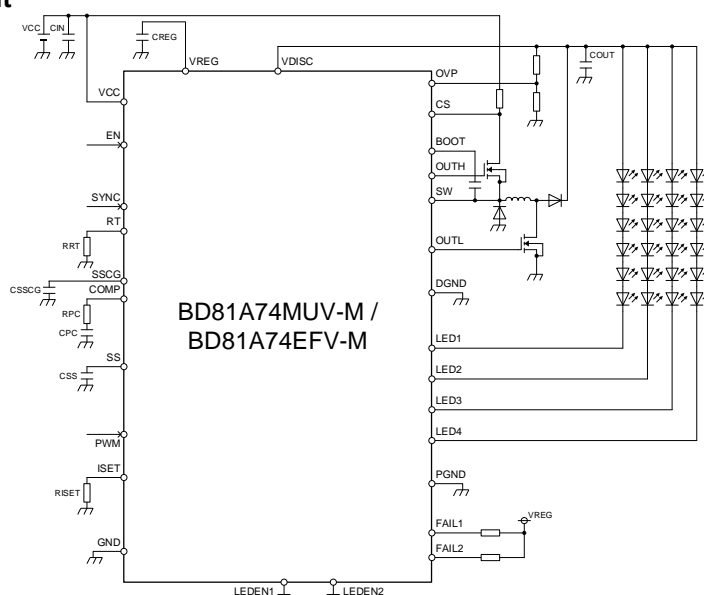 VCC CIN
CREG
VREG
VDISC
COUT
OVP
VCC
CS
EN
BOOT
OUTH
SYNC
SW
RT
RRT
OUTL
SSCG
CSSCG
COMP
DGND
RPC
BD81A74MUV-M /
BD81A74EFV-M
CPC
LED1
SS
CSS
LED2
LED3
PWM
LED4
ISET
PGND
RISET
VREG
FAIL1
GND
FAIL2
LEDEN1
LEDEN2